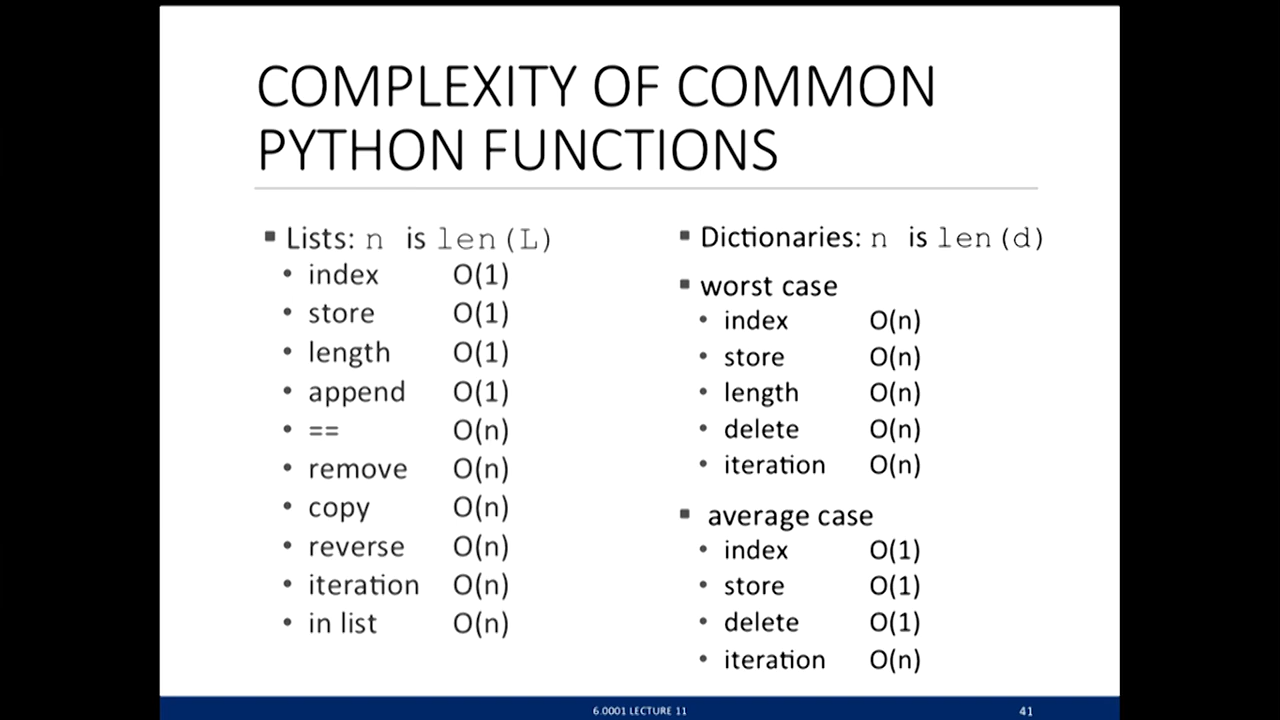 COMPLEXITY OF COMMON
PYTHON FUNCTIONS
▪ Lists: n is len(L)
• index O(1)
• store O(1)
• length O(1)
• append O(1)
• == O(n)
• remove O(n)
• copy O(n)
• reverse O(n)
• iteration O(n)
• in list O(n)
▪ Dictionaries: n is len(d)
▪ worst case
• index O(n)
• store O(n)
• length O(n)
• delete O(n)
• iteration O(n)
▪ average case
• index O(1)
• store O(1)
• delete O(1)
• iteration O(n)
6.0001 LECTURE 11
41